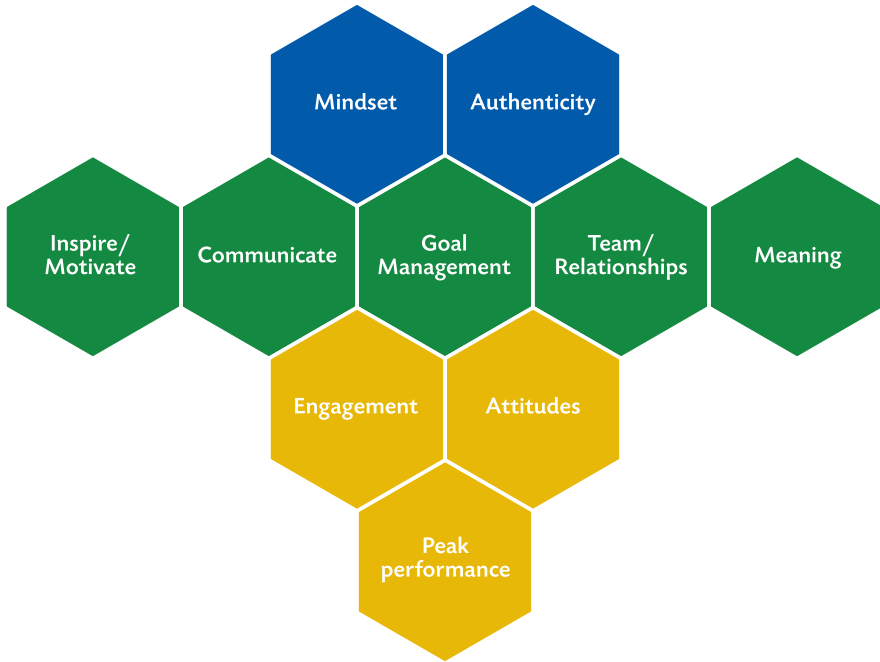 Mindset
Authenticity
Inspire/
Motivate
Communicate
Goal
Management
Team/
Relationships
Meaning
Engagement
Attitudes
Peak
performance